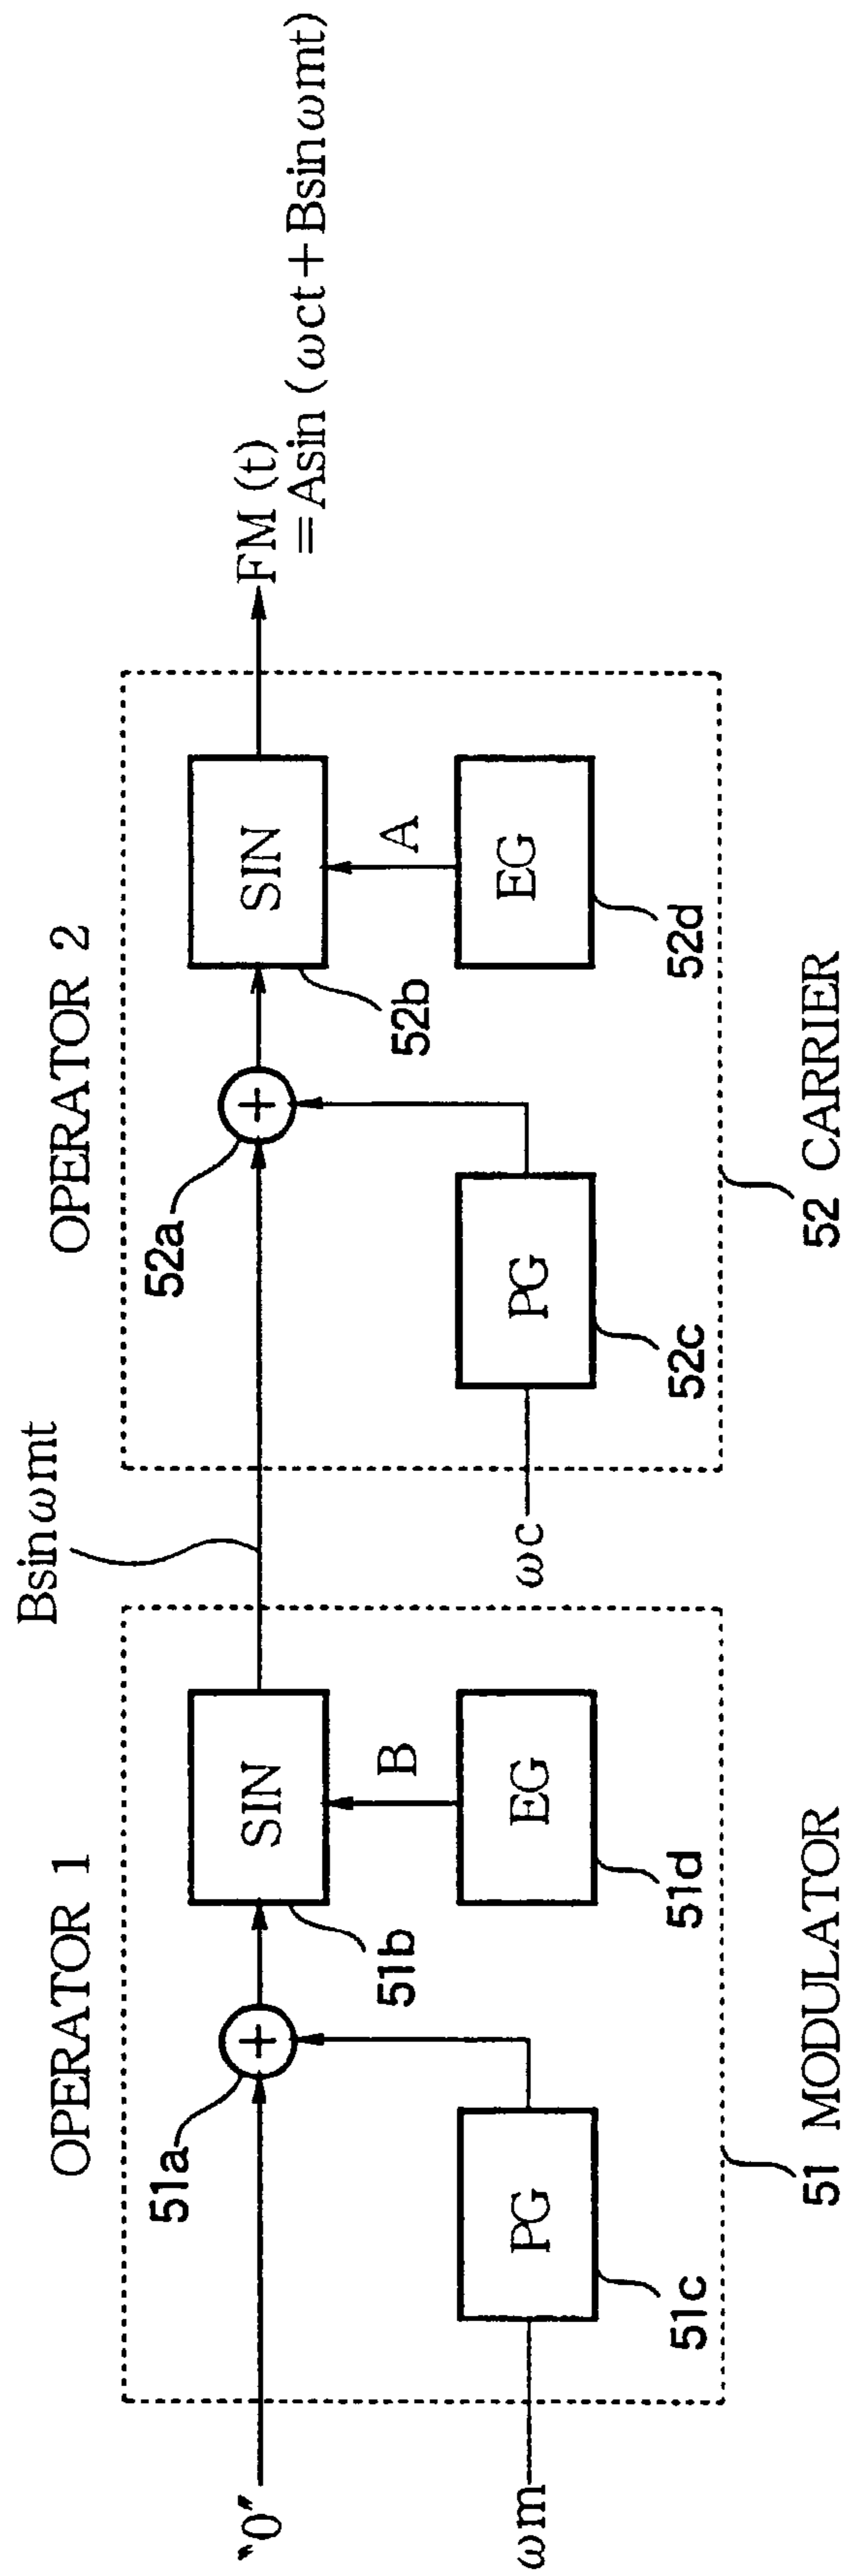 OPERATOR 1
OPERATOR 2
Bsinωmt
"0"
51a
SIN
51b
B
EG
51d
PG
51c
ωm
51 MODULATOR
52a
SIN
52b
A
EG
52d
PG
52c
ωc
52 CARRIER
FM (t)
=Asin (ωct+Bsinωmt)